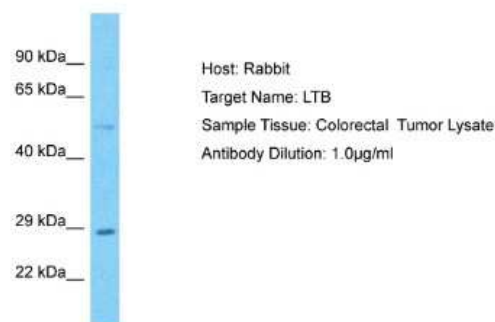 90 kDa
65 kDa
40 kDa
29 kDa
22 kDa
Host: Rabbit
Target Name: LTB
Sample Tissue: Colorectal Tumor Lysate
Antibody Dilution: 1.0µg/ml